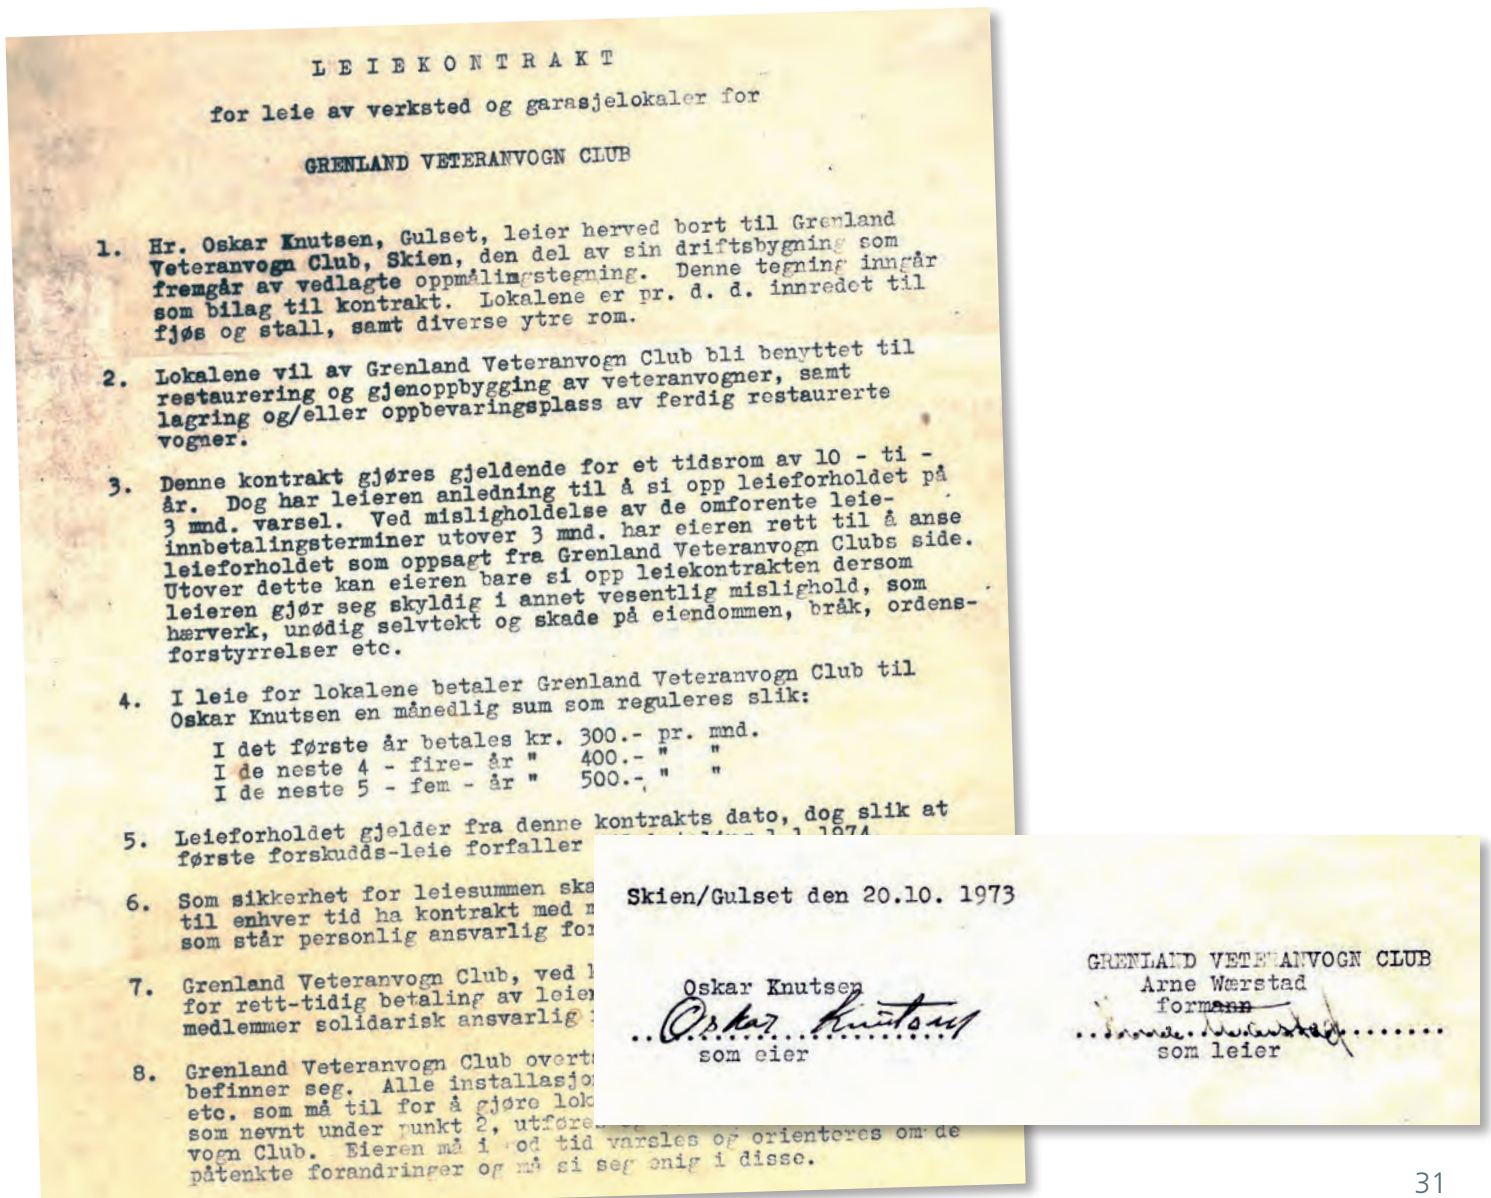 LEIEKONTRAKT
for leie av verksted og garasjelokaler for
GRENLAND VETERANVOGN CLUB
1. Hr. Oskar Knutsen, Gulset, leier herved bort til Grenland
Veteranvogn Club, Skien, den del av sin driftsbygning som
fremgår av vedlagte oppmålingstegning. Denne tegning inngår
som bilag til kontrakt. Lokalene er pr. d. d. innredet til
fjøs og stall, samt diverse ytre rom.
2. Lokalene vil av Grenland Veteranvogn Club bli benyttet til
restaurering og gjenoppbygging av veteranvogner, samt
lagring og/eller oppbevaringsplass av ferdig restaurerte
vogner.
3. Denne kontrakt gjøres gjeldende for et tidsrom av 10 - ti -
år. Dog har leieren anledning til å si opp leieforholdet på
3 mnd. varsel. Ved misligholdelse av de omforente leie-
innbetalingsterminer utover 3 mnd. har eieren rett til å anse
leieforholdet som oppsagt fra Grenland Veteranvogn Clubs side.
Utover dette kan eieren bare si opp leiekontrakten dersom
leieren gjør seg skyldig i annet vesentlig mislighold, som
hærverk, unødig selvtekt og skade på eiendommen, bråk, ordens-
forstyrrelser etc.
4. I leie for lokalene betaler Grenland Veteranvogn Club til
Oskar Knutsen en månedlig sum som reguleres slik:
I det første år betales kr. 300.- pr. mnd.
I de neste 4 - fire- år " 400.- " "
I de neste 5 - fem - år " 500.- " "
5. Leieforholdet gjelder fra denne kontrakts dato, dog slik at
første forskudds-leie forfaller 1.1.1974.
6. Som sikkerhet for leiesummen ska
til enhver tid ha kontrakt med
som står personlig ansvarlig for
7. Grenland Veteranvogn Club, ved
for rett-tidig betaling av leie
medlemmer solidarisk ansvarlig
8. Grenland Veteranvogn Club overt
befinner seg. Alle installasjo
etc. som må til for å gjøre lok
som nevnt under punkt 2, utføre
vogn Club. Eieren må i god tid varsles og orienteres om de
påtenkte forandringer og må si seg enig i disse.
Skien/Gulset den 20.10. 1973
Oskar Knutsen
Oskar Knutsen
som eier
GRENLAND VETERANVOGN CLUB
Arne Wærstad
formann
Arne Wærstad
som leier
31